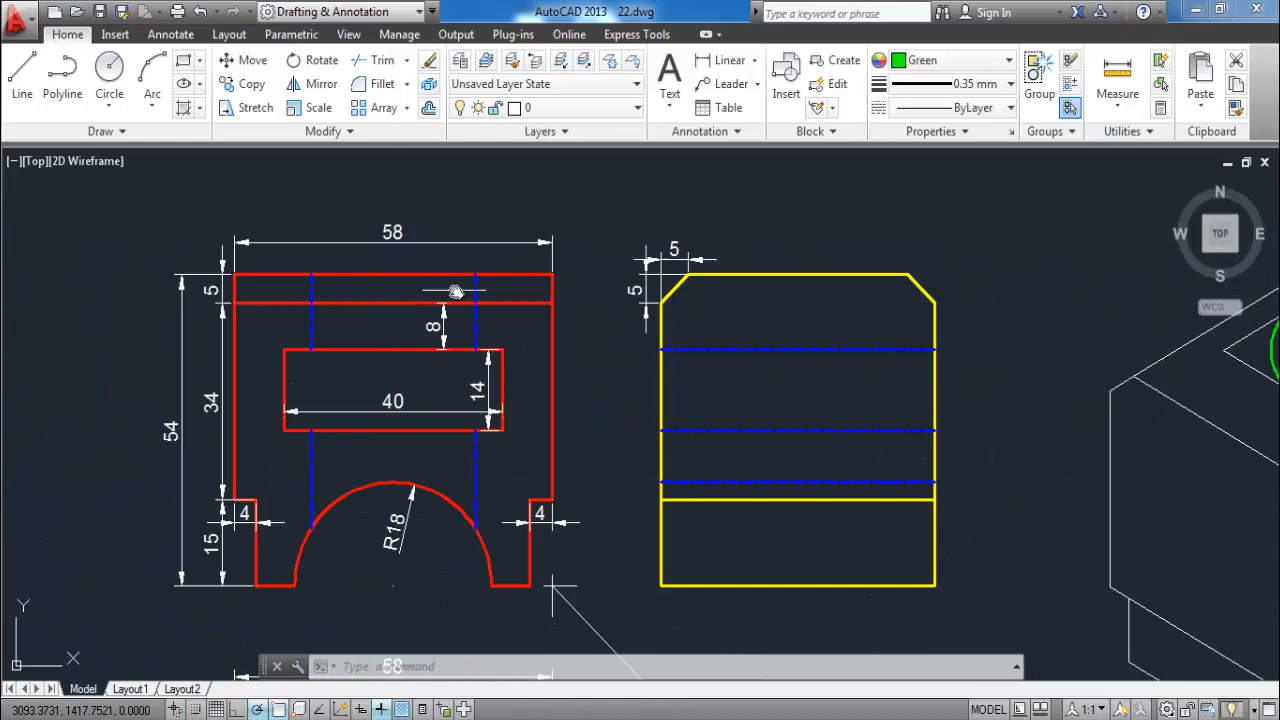 Drafting & Annotation
AutoCAD 2013 22.dwg
Type a keyword or phrase
Sign In
Home Insert Annotate Layout Parametric View Manage Output Plug-ins Online Express Tools
Line Polyline Circle Arc
Move Rotate Trim
Copy Mirror Fillet
Stretch Scale Array
Unsaved Layer State
0
Text
Linear
Leader
Table
Insert
Create
Edit
Green
0.35 mm
ByLayer
Group
Measure
Paste
Draw Modify Layers Annotation Block Properties Groups Utilities Clipboard
[−][Top][2D Wireframe]
N
W TOP E
S
WCS
58
5
5
5
8
34
40
14
54
4
4
15
R18
Y
X
58
Type a command
Model Layout1 Layout2
3093.3731, 1417.7521, 0.0000
MODEL
1:1